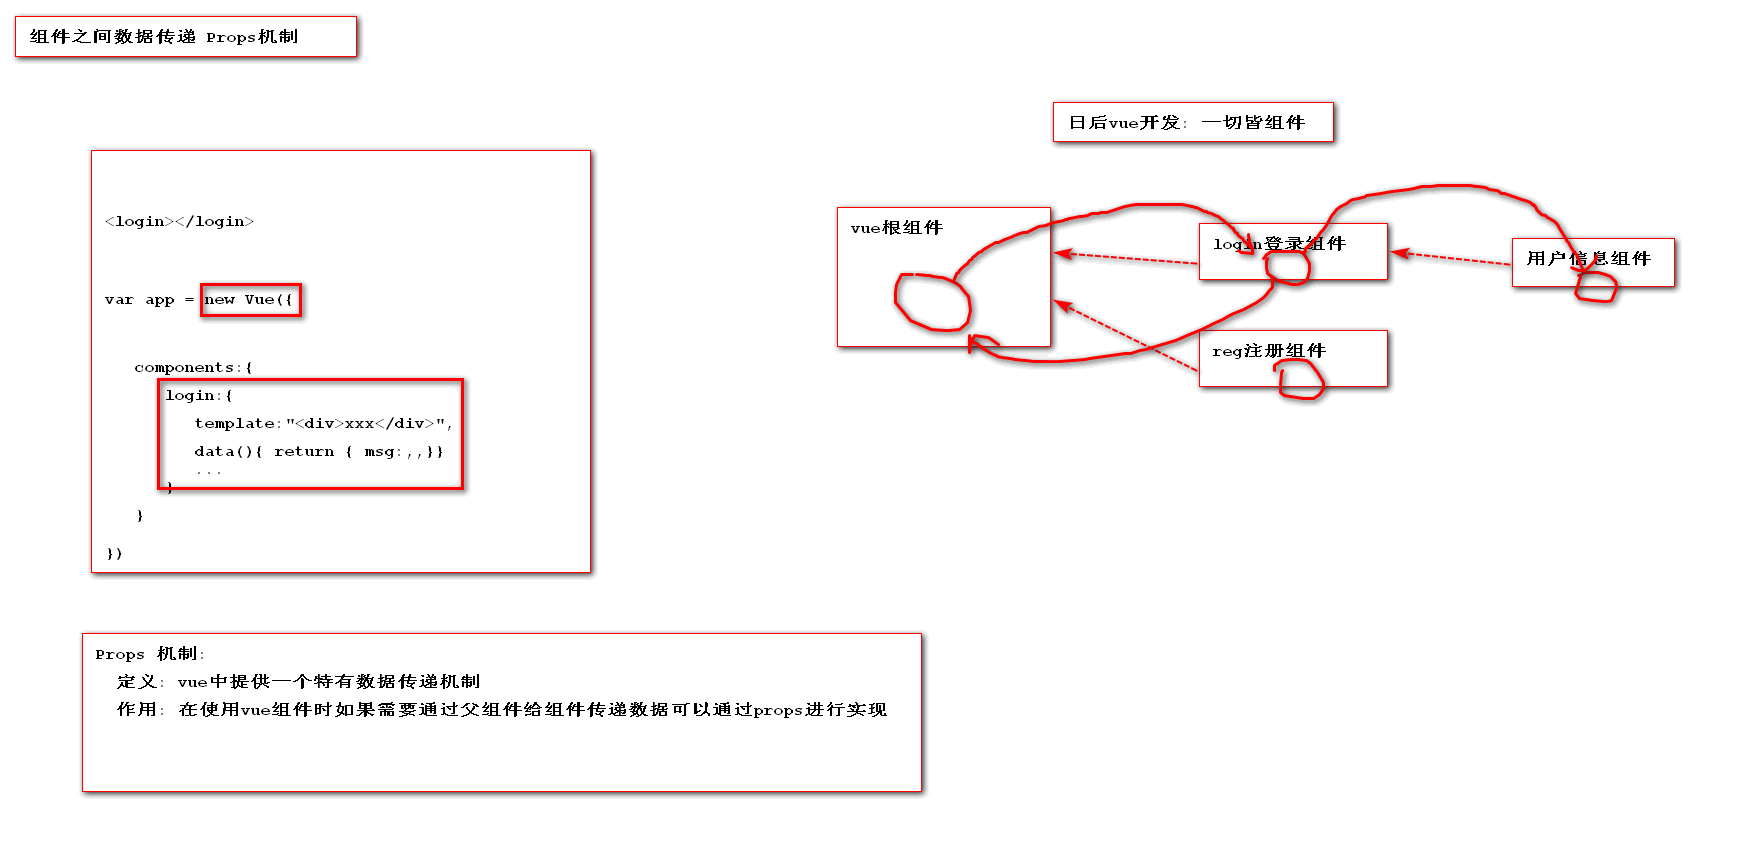 组件之间数据传递 Props机制
日后vue开发: 一切皆组件
<login></login>
var app = new Vue({
components:{
login:{
template:"<div>xxx</div>",
data(){ return { msg:,,}}
...
}
}
})
vue根组件
login登录组件
用户信息组件
reg注册组件
Props 机制:
定义: vue中提供一个特有数据传递机制
作用: 在使用vue组件时如果需要通过父组件给组件传递数据可以通过props进行实现